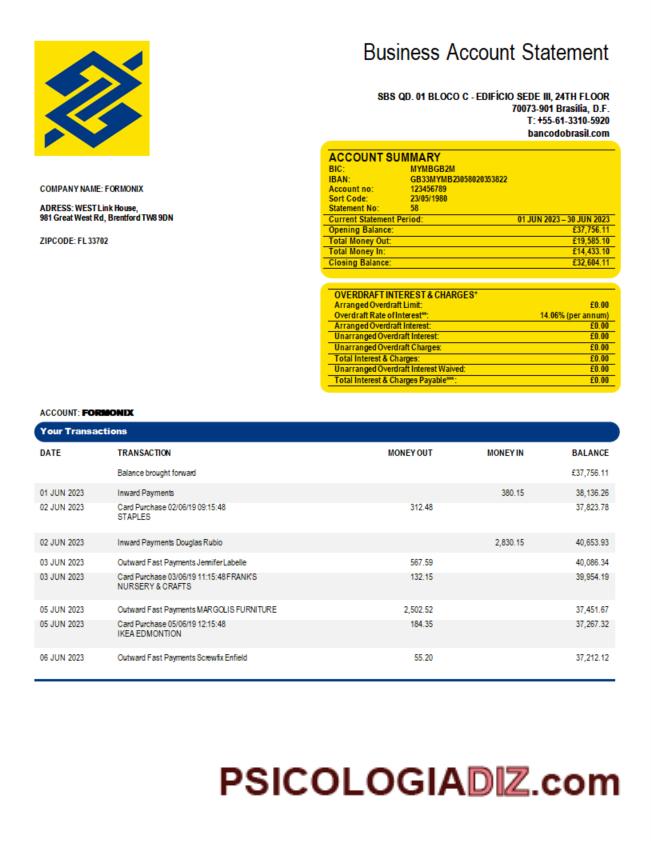 Business Account Statement
SBS QD. 01 BLOCO C - EDIFÍCIO SEDE III, 24TH FLOOR
70073-901 Brasilia, D.F.
T: +55-61-3310-5920
bancodobrasil.com
ACCOUNT SUMMARY
BIC: MYMBGB2M
IBAN: GB33MYMB23058020353822
Account no: 123456789
Sort Code: 23/05/1980
Statement No: 58
Current Statement Period: 01 JUN 2023 – 30 JUN 2023
Opening Balance: £37,756.11
Total Money Out: £19,585.10
Total Money In: £14,433.10
Closing Balance: £32,604.11
COMPANY NAME: FORMONIX
ADRESS: WEST Link House,
981 Great West Rd, Brentford TW8 9DN
ZIPCODE: FL 33702
OVERDRAFT INTEREST & CHARGES*
Arranged Overdraft Limit: £0.00
Overdraft Rate of Interest**: 14.06% (per annum)
Arranged Overdraft Interest: £0.00
Unarranged Overdraft Interest: £0.00
Unarranged Overdraft Charges: £0.00
Total Interest & Charges: £0.00
Unarranged Overdraft Interest Waived: £0.00
Total Interest & Charges Payable***: £0.00
ACCOUNT: FORMONIX
Your Transactions
DATE TRANSACTION MONEY OUT MONEY IN BALANCE
Balance brought forward £37,756.11
01 JUN 2023 Inward Payments 380.15 38,136.26
02 JUN 2023 Card Purchase 02/06/19 09:15:48 312.48 37,823.78
STAPLES
02 JUN 2023 Inward Payments Douglas Rubio 2,830.15 40,653.93
03 JUN 2023 Outward Fast Payments Jennifer Labelle 567.59 40,086.34
03 JUN 2023 Card Purchase 03/06/19 11:15:48 FRANK'S 132.15 39,954.19
NURSERY & CRAFTS
05 JUN 2023 Outward Fast Payments MARGOLIS FURNITURE 2,502.52 37,451.67
05 JUN 2023 Card Purchase 05/06/19 12:15:48 184.35 37,267.32
IKEA EDMONTION
06 JUN 2023 Outward Fast Payments Screwfix Enfield 55.20 37,212.12
PSICOLOGIADIZ.com